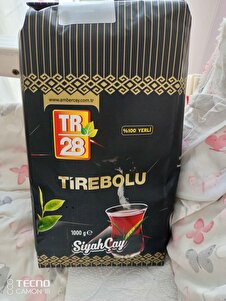 www.ambercay.com.tr
TR
28
%100 YERLİ
TİREBOLU
1000 g e
SiyahÇay
TECNO
CAMON 18